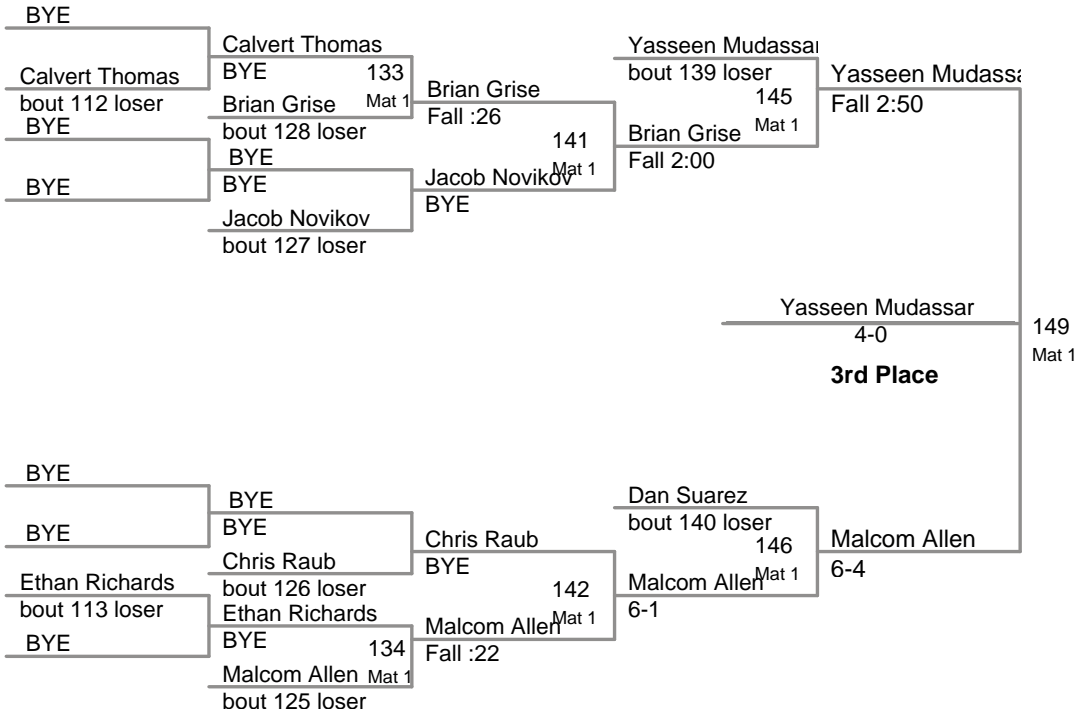 BYE
Calvert Thomas
bout 112 loser
BYE
BYE
Calvert Thomas
BYE
133
Mat 1
Brian Grise
bout 128 loser
BYE
BYE
Jacob Novikov
bout 127 loser
Brian Grise
Fall :26
141
Mat 1
Jacob Novikov
BYE
Yasseen Mudassar
bout 139 loser
145
Mat 1
Brian Grise
Fall 2:00
Yasseen Mudassa
Fall 2:50
Yasseen Mudassar
4-0
3rd Place
149
Mat 1
BYE
BYE
Ethan Richards
bout 113 loser
BYE
BYE
BYE
Chris Raub
bout 126 loser
Ethan Richards
BYE
134
Mat 1
Malcom Allen
bout 125 loser
Chris Raub
BYE
142
Mat 1
Malcom Allen
Fall :22
Dan Suarez
bout 140 loser
146
Mat 1
Malcom Allen
6-1
Malcom Allen
6-4